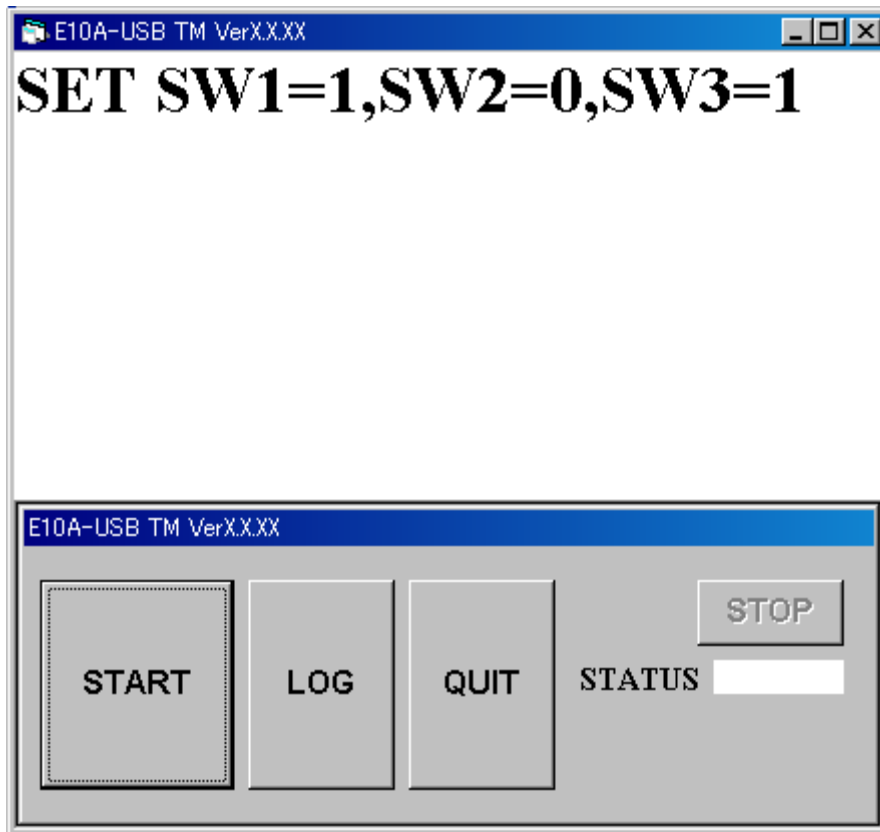 E10A-USB TM VerX.X.XX
SET SW1=1,SW2=0,SW3=1
E10A-USB TM VerX.X.XX
STOP
START
LOG
QUIT
STATUS